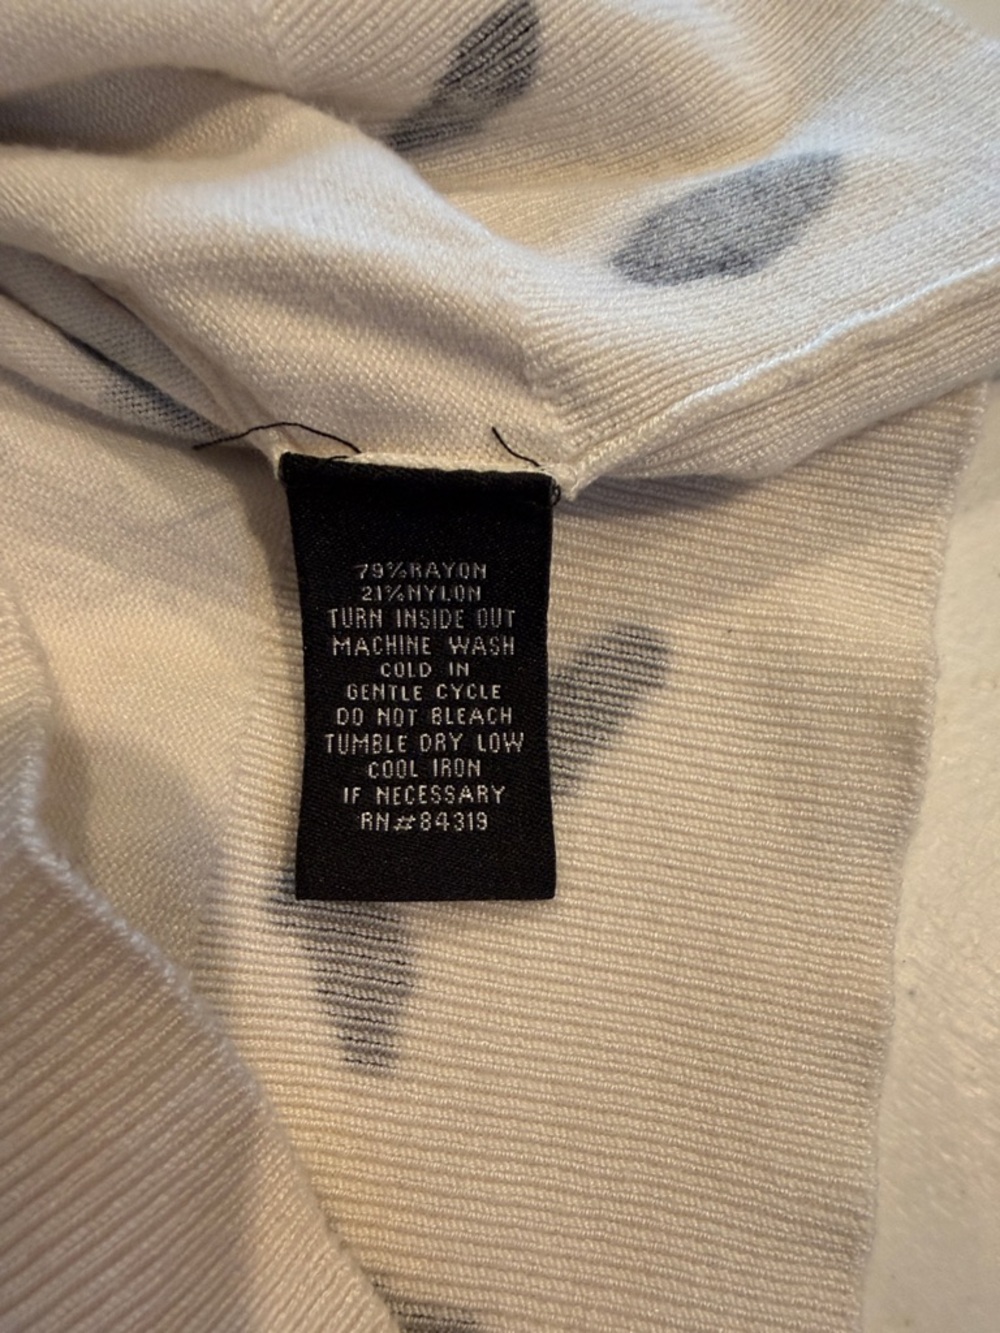 79%RAYON
21%NYLON
TURN INSIDE OUT
MACHINE WASH
COLD IN
GENTLE CYCLE
DO NOT BLEACH
TUMBLE DRY LOW
COOL IRON
IF NECESSARY
RN#84319